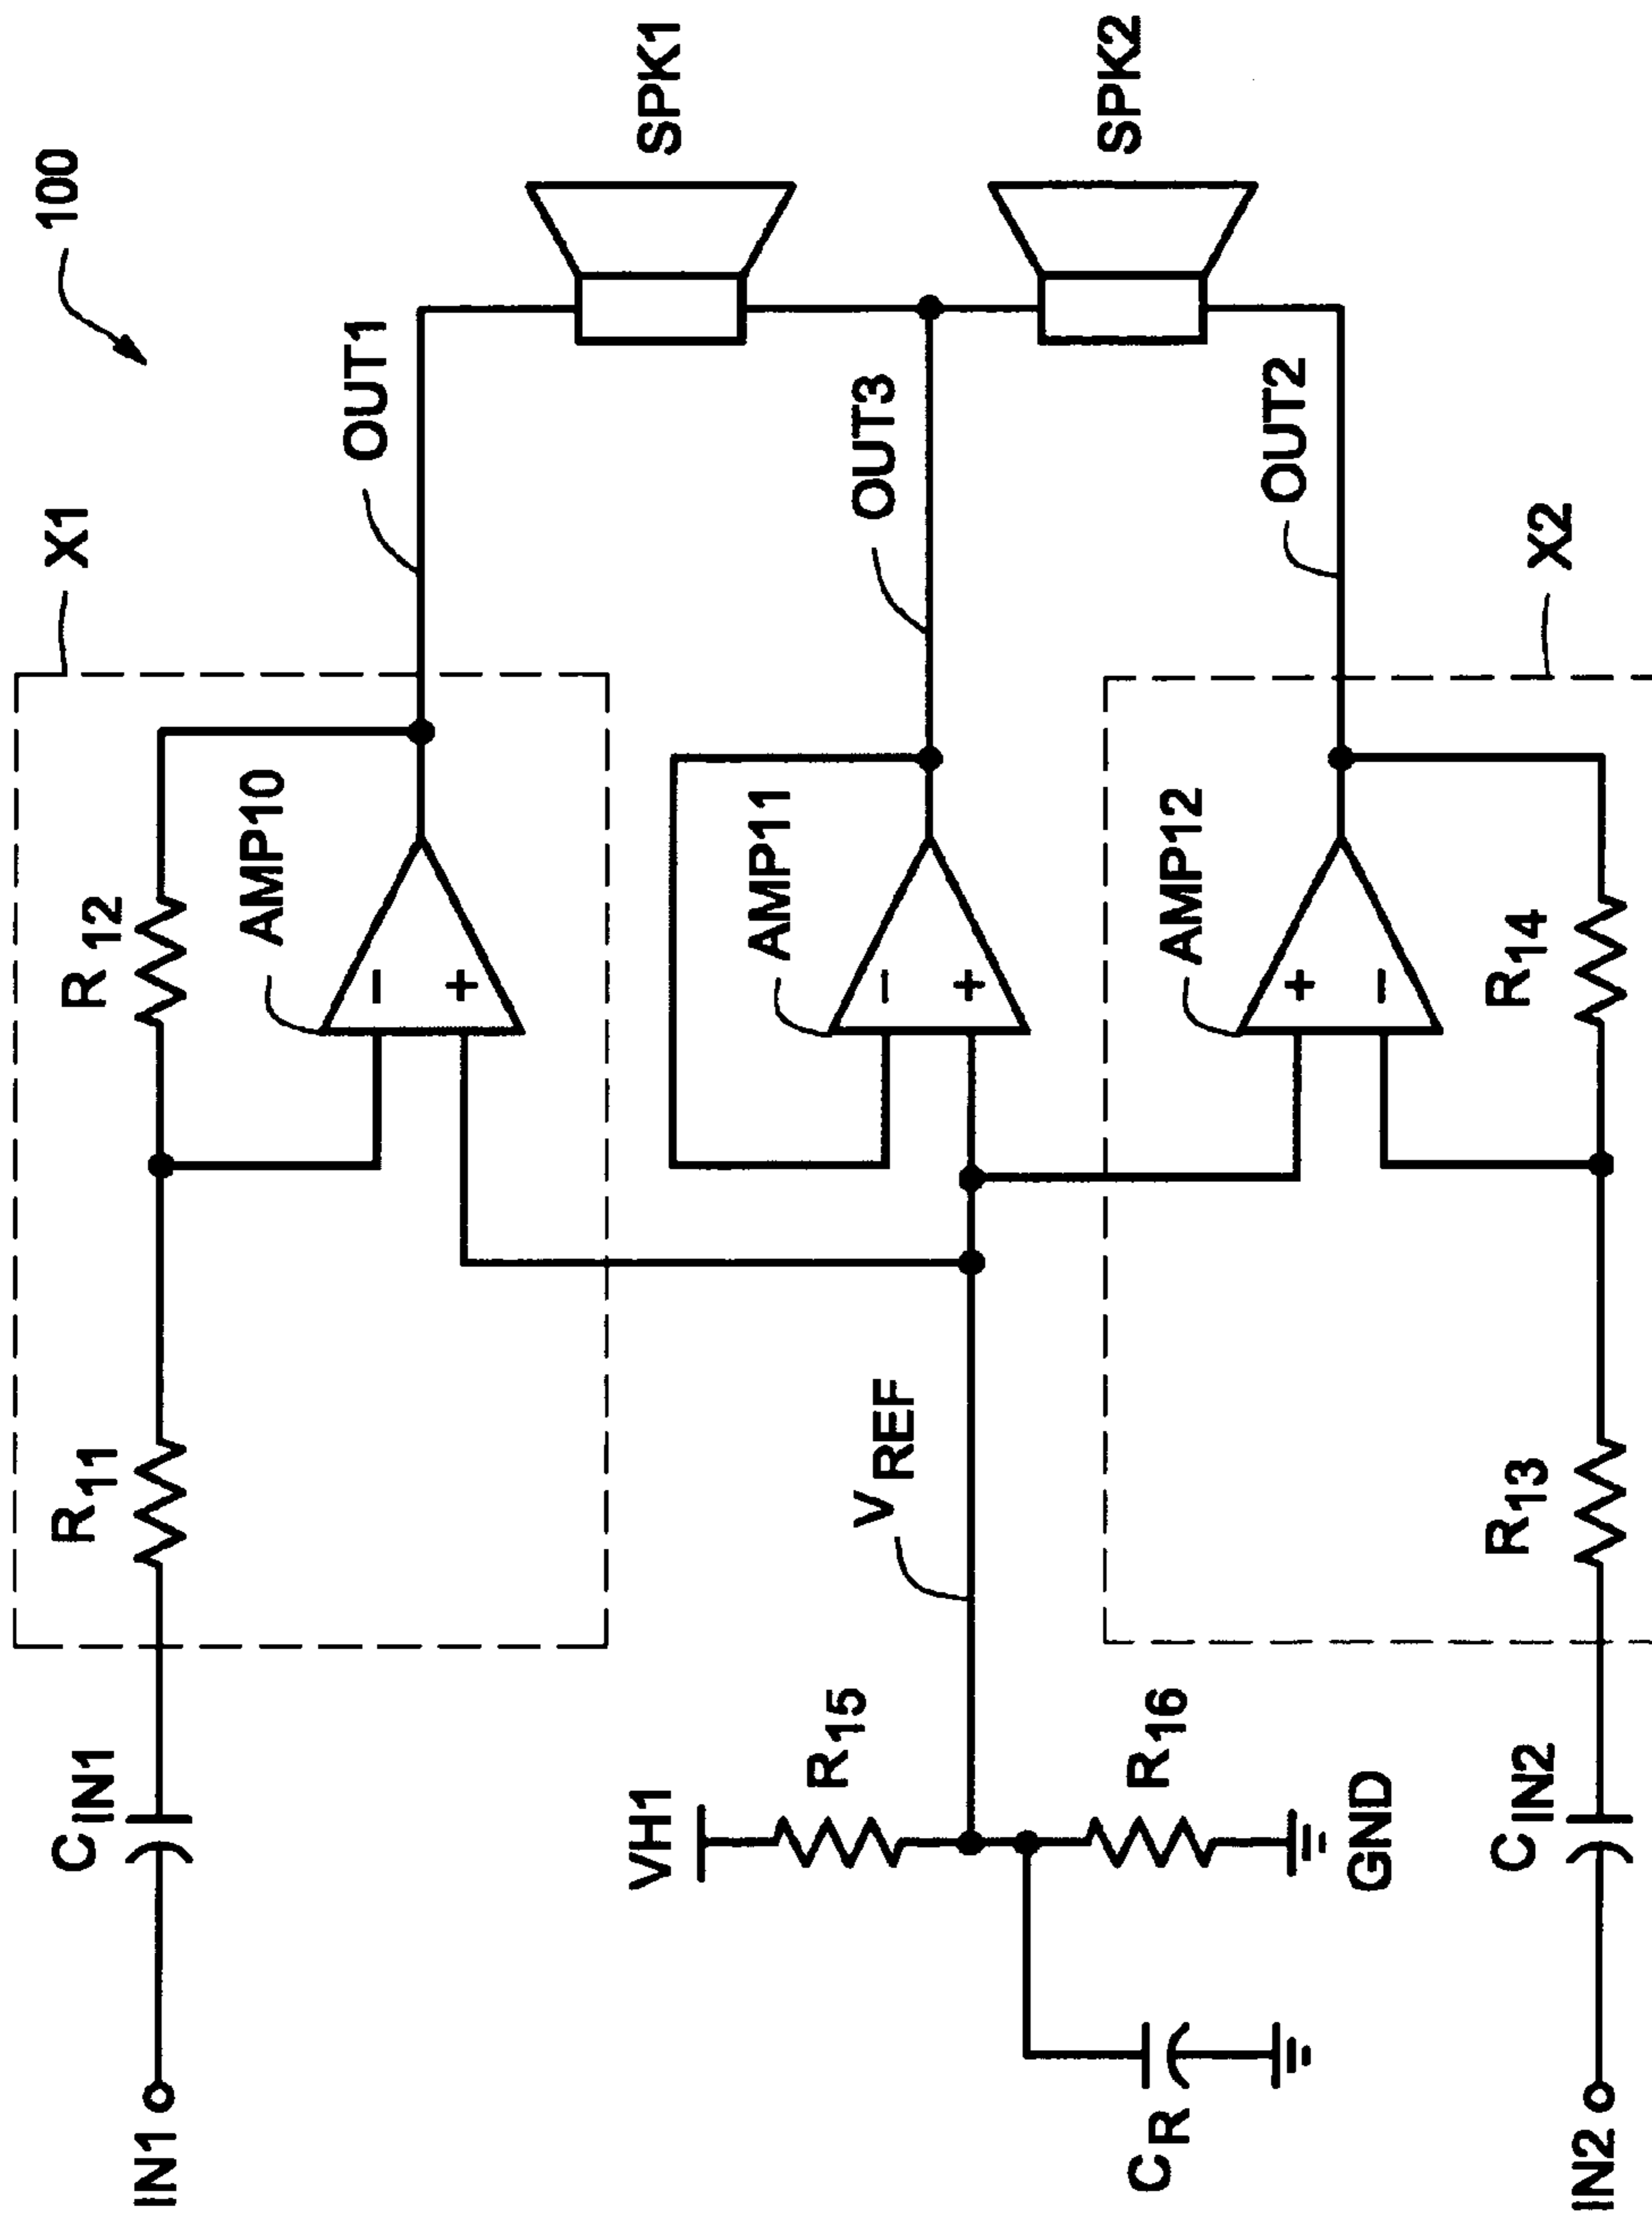 100
X1
R12
R11
CIN1
IN1
AMP10
OUT1
SPK1
AMP11
OUT3
VREF
VH1
R15
R16
GND
CR
SPK2
AMP12
OUT2
X2
R14
R13
CIN2
IN2
−
+
−
+
+
−